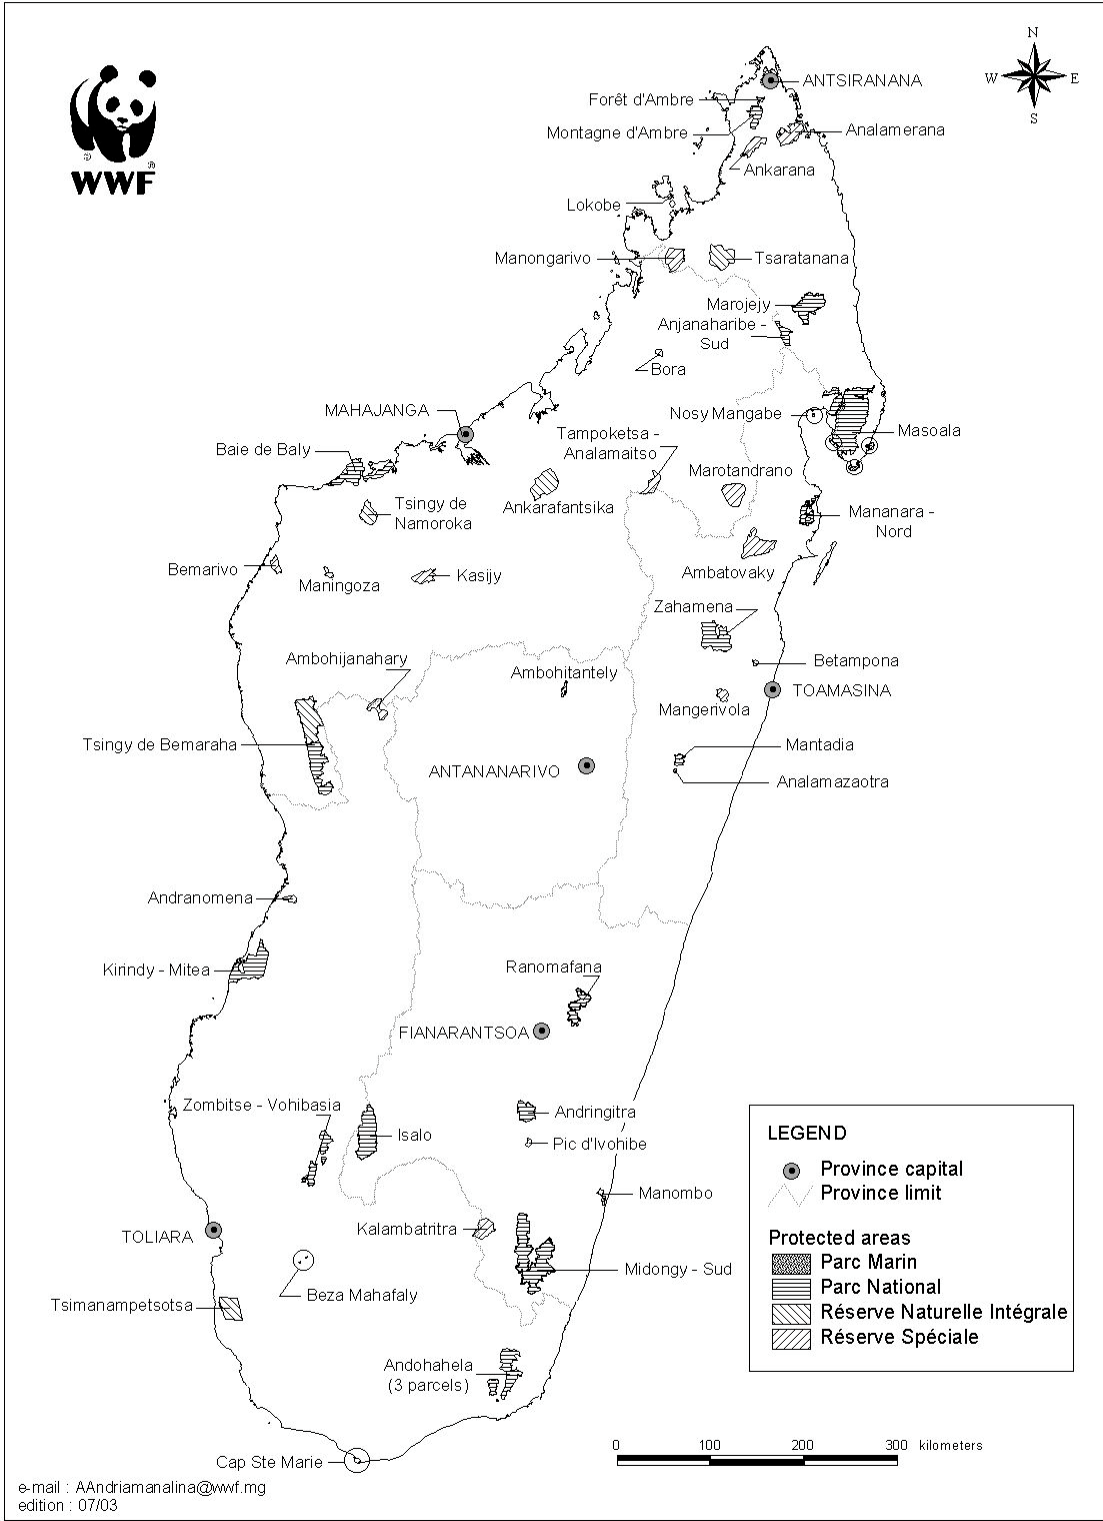 N
W
E
S
WWF
ANTSIRANANA
Forêt d'Ambre
Montagne d'Ambre
Analamerana
Ankarana
Lokobe
Manongarivo
Tsaratanana
Marojejy
Anjanaharibe -
Sud
Bora
MAHAJANGA
Nosy Mangabe
Masoala
Baie de Baly
Tampoketsa -
Analamaitso
Marotandrano
Ankarafantsika
Tsingy de
Namoroka
Mananara -
Nord
Bemarivo
Maningoza
Kasijy
Ambatovaky
Zahamena
Ambohijanahary
Ambohitantely
Betampona
TOAMASINA
Mangerivola
Tsingy de Bemaraha
Mantadia
ANTANANARIVO
Analamazaotra
Andranomena
Kirindy - Mitea
Ranomafana
FIANARANTSOA
Zombitse - Vohibasia
Andringitra
Isalo
Pic d'Ivohibe
Manombo
Kalambatritra
TOLIARA
Midongy - Sud
Beza Mahafaly
Tsimanampetsotsa
Andohahela
(3 parcels)
Cap Ste Marie
LEGEND
Province capital
Province limit
Protected areas
Parc Marin
Parc National
Réserve Naturelle Intégrale
Réserve Spéciale
0 100 200 300 kilometers
e-mail : AAndriamanalina@wwf.mg
edition : 07/03